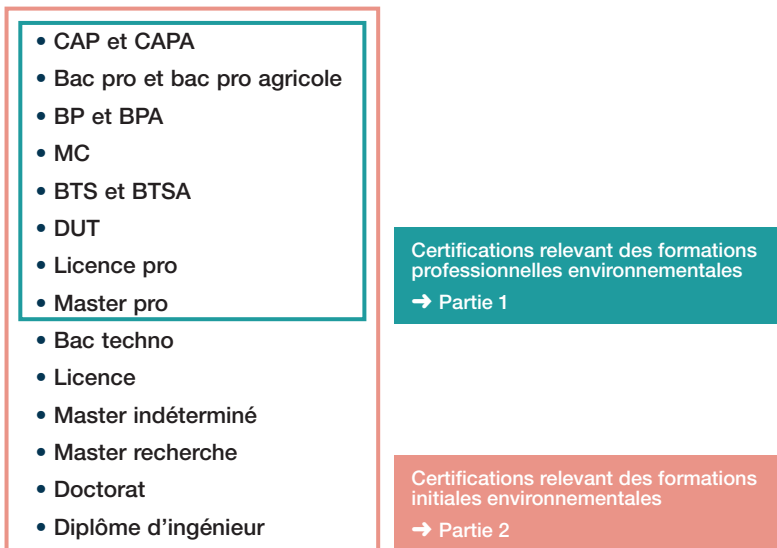 • CAP et CAPA
• Bac pro et bac pro agricole
• BP et BPA
• MC
• BTS et BTSA
• DUT
• Licence pro
• Master pro
• Bac techno
• Licence
• Master indéterminé
• Master recherche
• Doctorat
• Diplôme d'ingénieur
Certifications relevant des formations
professionnelles environnementales
➜ Partie 1
Certifications relevant des formations
initiales environnementales
➜ Partie 2